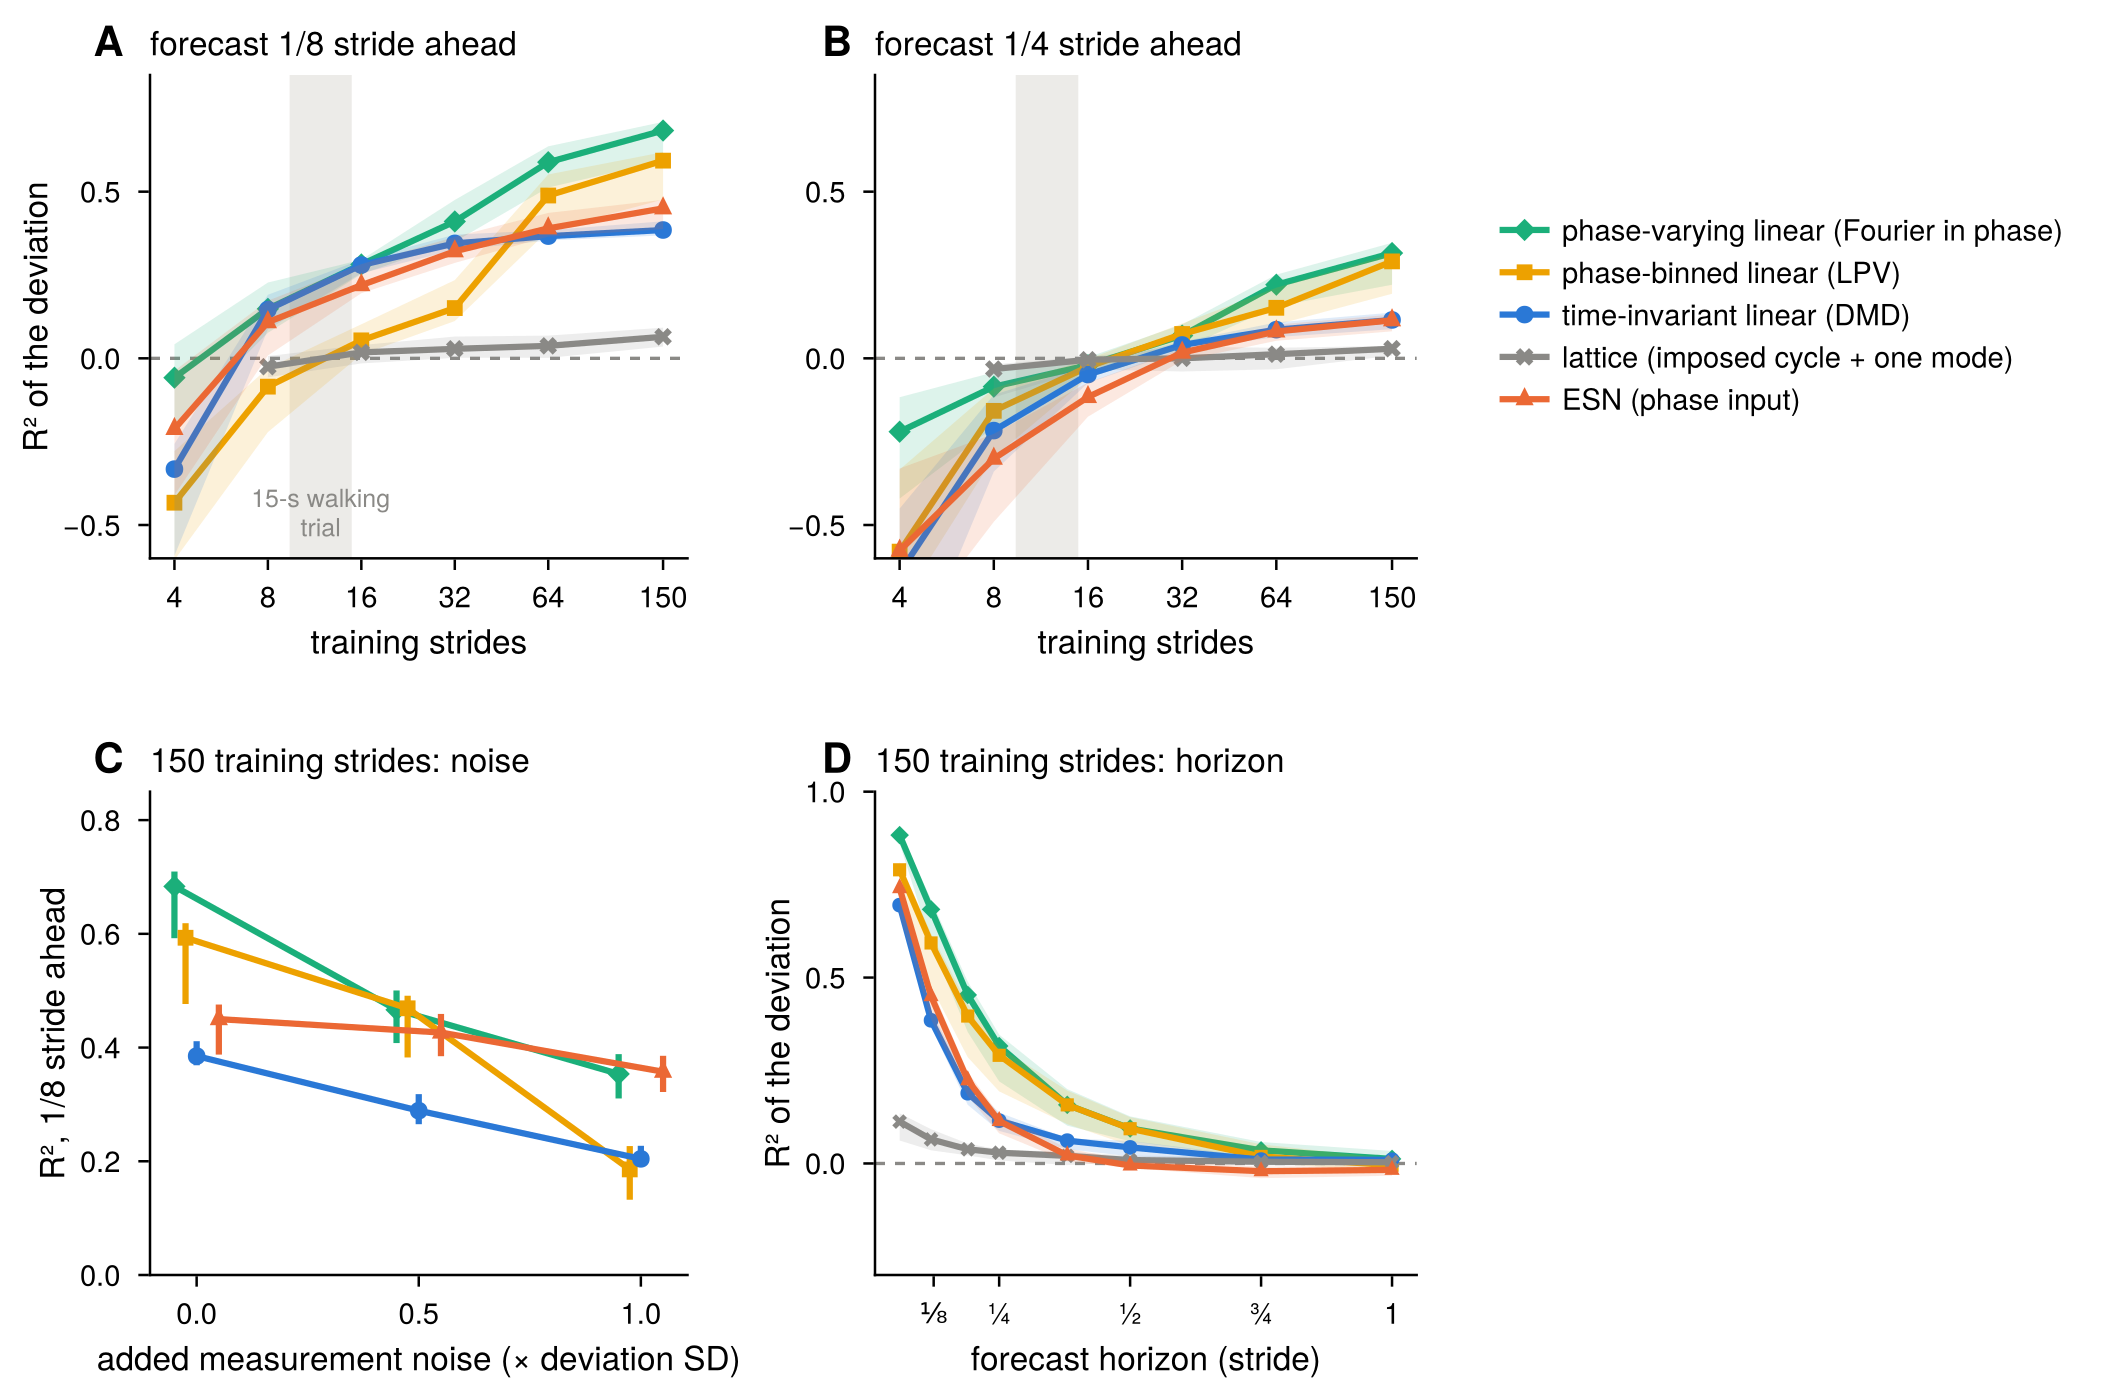 A forecast 1/8 stride ahead
R² of the deviation
0.5
0.0
−0.5
15-s walking
trial
4 8 16 32 64 150
training strides
B forecast 1/4 stride ahead
0.5
0.0
−0.5
4 8 16 32 64 150
training strides
phase-varying linear (Fourier in phase)
phase-binned linear (LPV)
time-invariant linear (DMD)
lattice (imposed cycle + one mode)
ESN (phase input)
C 150 training strides: noise
R², 1/8 stride ahead
0.8
0.6
0.4
0.2
0.0
0.0 0.5 1.0
added measurement noise (× deviation SD)
D 150 training strides: horizon
R² of the deviation
1.0
0.5
0.0
⅛ ¼ ½ ¾ 1
forecast horizon (stride)